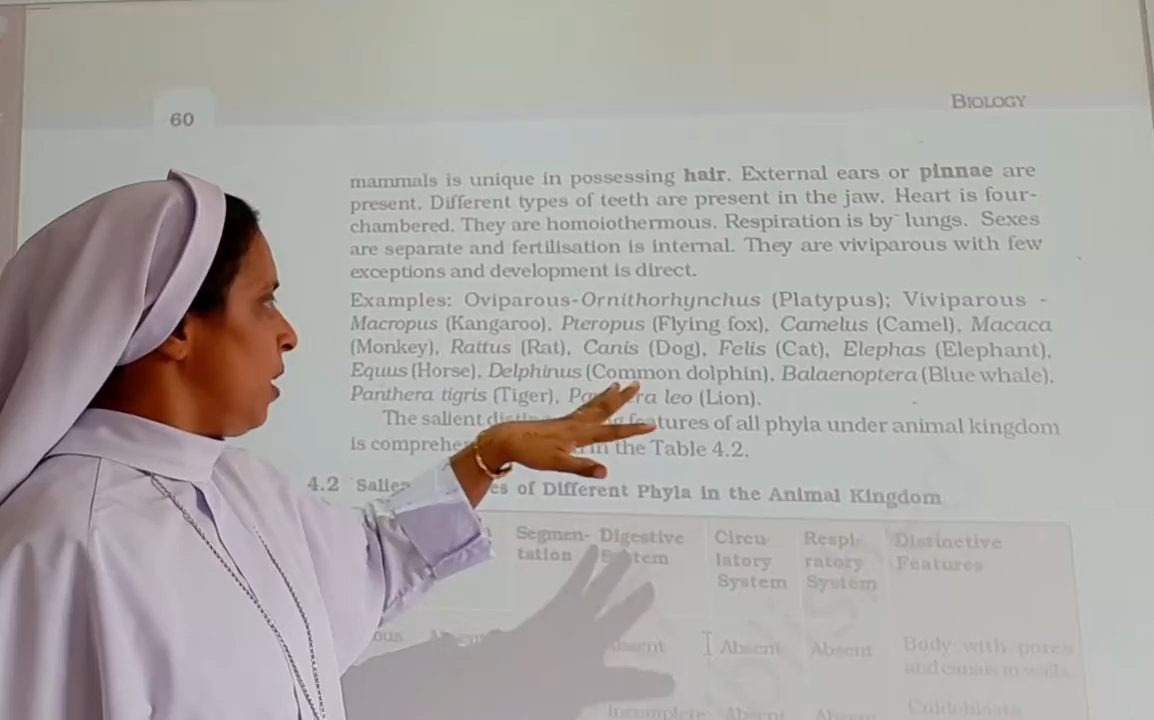 60
BIOLOGY
mammals is unique in possessing hair. External ears or pinnae are
present. Different types of teeth are present in the jaw. Heart is four-
chambered. They are homoiothermous. Respiration is by lungs. Sexes
are separate and fertilisation is internal. They are viviparous with few
exceptions and development is direct.
Examples: Oviparous-Ornithorhynchus (Platypus); Viviparous -
Macropus (Kangaroo), Pteropus (Flying fox), Camelus (Camel), Macaca
(Monkey), Rattus (Rat), Canis (Dog), Felis (Cat), Elephas (Elephant),
Equus (Horse), Delphinus (Common dolphin), Balaenoptera (Blue whale),
Panthera tigris (Tiger), leo (Lion).
The salient features of all phyla under animal kingdom
is in the Table 4.2.
4.2 of Different Phyla in the Animal Kingdom
Segmen- Digestive Circu- Respi- Distinctive
tation latory ratory Features
System System
Absent Absent Absent Body with pores
and canals in walls.
Incomplete Absent Absent